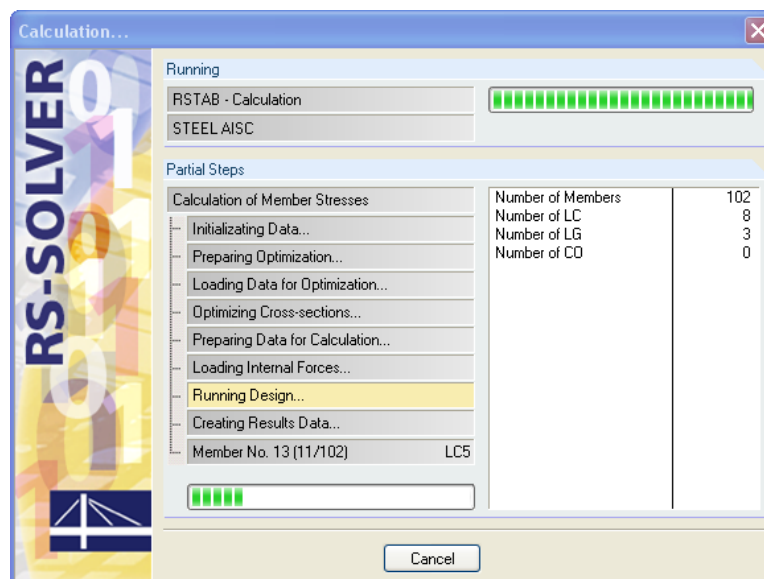 Calculation...
RS-SOLVER
Running
RSTAB - Calculation
STEEL AISC
Partial Steps
Calculation of Member Stresses
Initializating Data...
Preparing Optimization...
Loading Data for Optimization...
Optimizing Cross-sections...
Preparing Data for Calculation...
Loading Internal Forces...
Running Design...
Creating Results Data...
Member No. 13 (11/102) LC5
Number of Members 102
Number of LC 8
Number of LG 3
Number of CO 0
Cancel